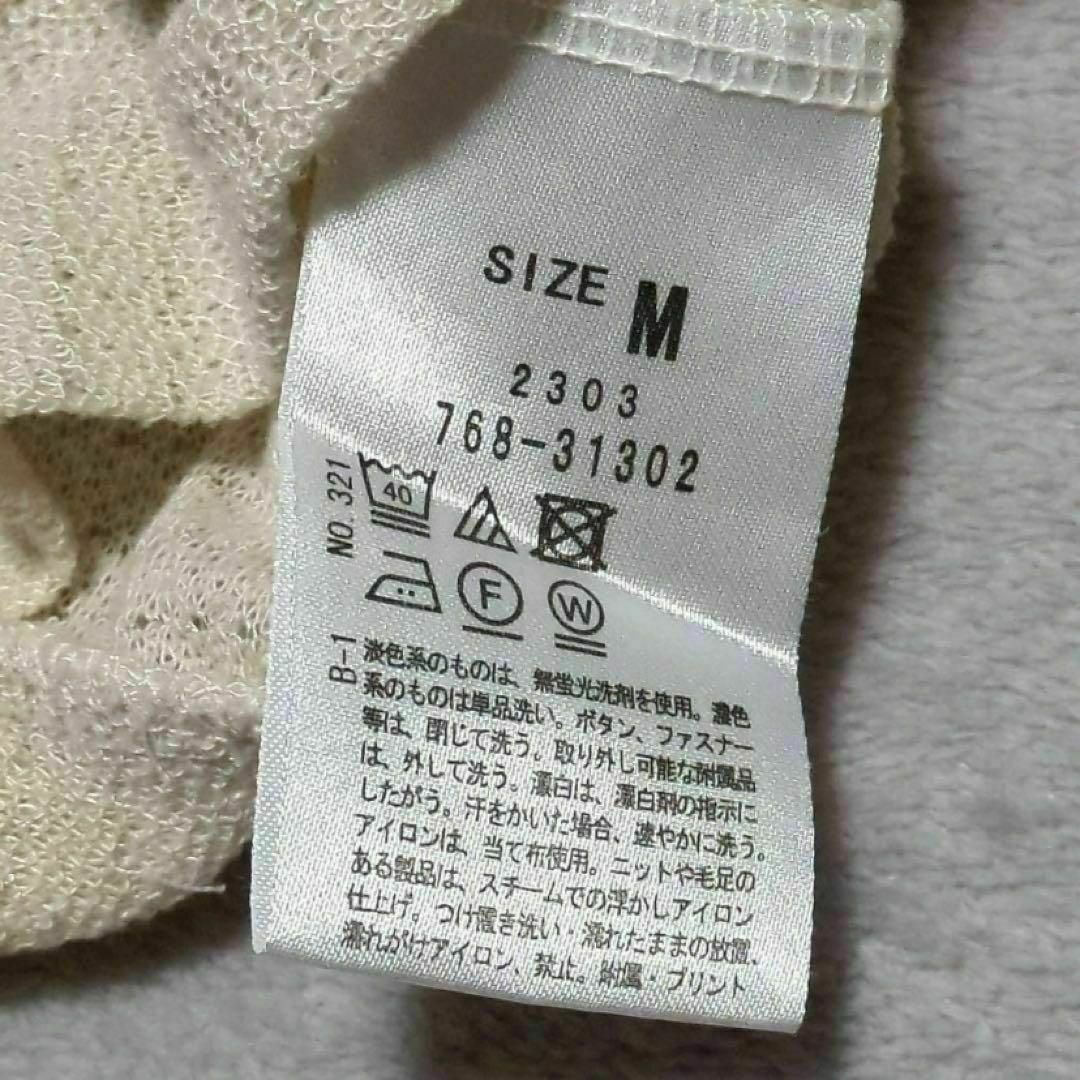 SIZE M
2303
768-31302
NO. 321
40
F W
B-1
淡色系のものは、無蛍光洗剤を使用。濃色
系のものは単品洗い。ボタン、ファスナー
等は、閉じて洗う。取り外し可能な附属品
は、外して洗う。漂白は、漂白剤の指示に
したがう。汗をかいた場合、速やかに洗う。
アイロンは、当て布使用。ニットや毛足の
ある製品は、スチームでの浮かしアイロン
仕上げ。つけ置き洗い・濡れたままの放置、
濡れがけアイロン、禁止。附属・プリント